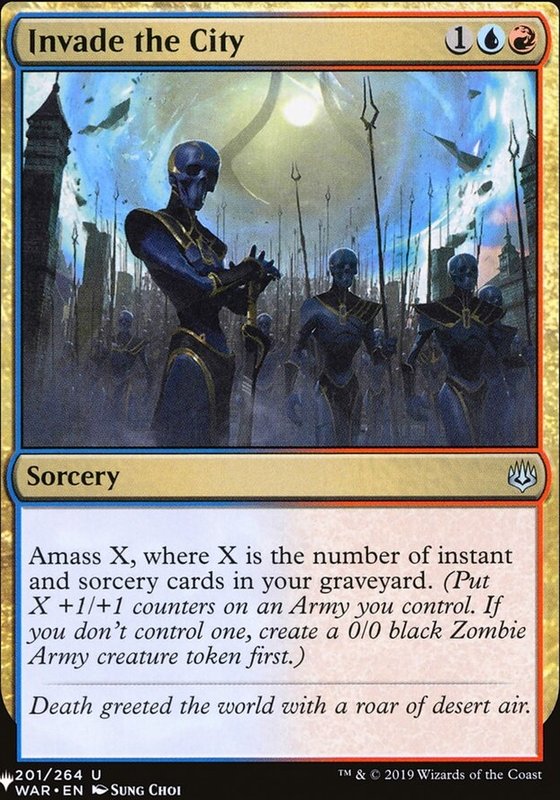 Invade the City 1
Sorcery
Amass X, where X is the number of instant
and sorcery cards in your graveyard. (Put
X +1/+1 counters on an Army you control. If
you don't control one, create a 0/0 black Zombie
Army creature token first.)
Death greeted the world with a roar of desert air.
201/264 U
WAR • EN Sung Choi
™ & © 2019 Wizards of the Coast